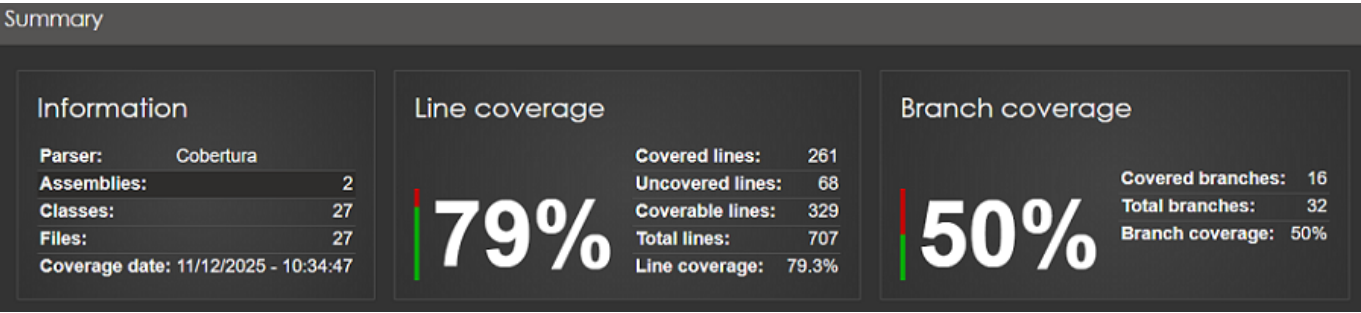 Summary
Information
Parser: Cobertura
Assemblies: 2
Classes: 27
Files: 27
Coverage date: 11/12/2025 - 10:34:47
Line coverage
79%
Covered lines: 261
Uncovered lines: 68
Coverable lines: 329
Total lines: 707
Line coverage: 79.3%
Branch coverage
50%
Covered branches: 16
Total branches: 32
Branch coverage: 50%